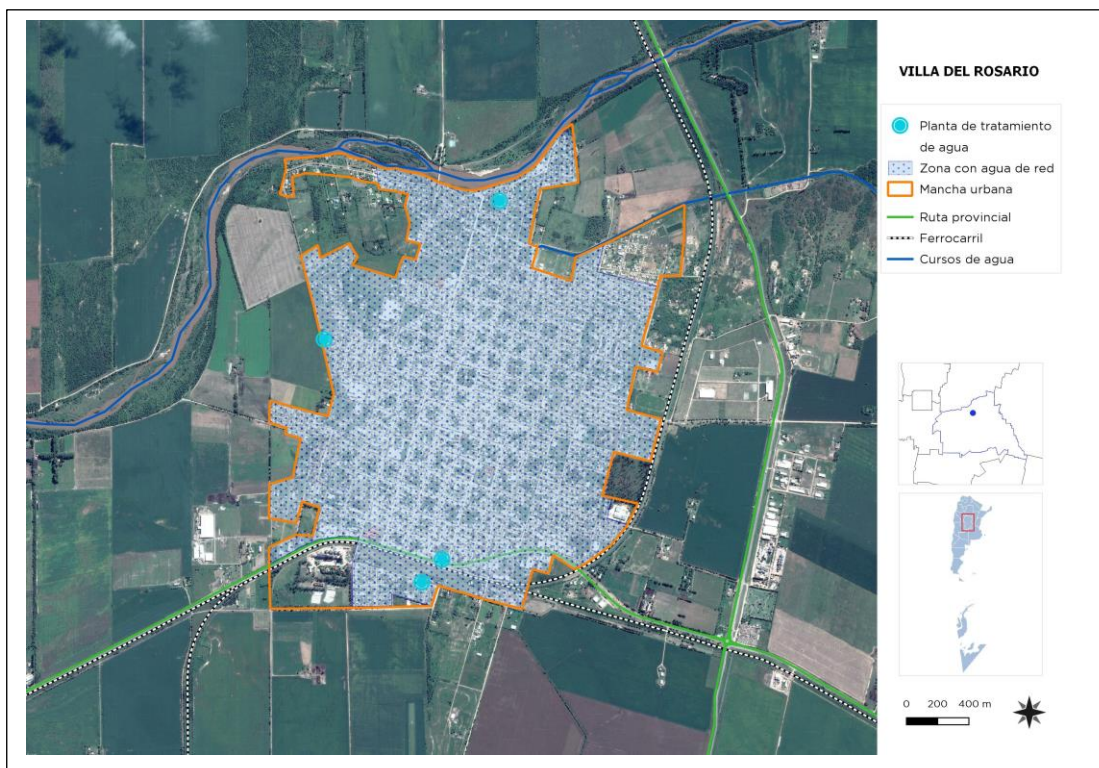 VILLA DEL ROSARIO
Planta de tratamiento
de agua
Zona con agua de red
Mancha urbana
Ruta provincial
Ferrocarril
Cursos de agua
0 200 400 m